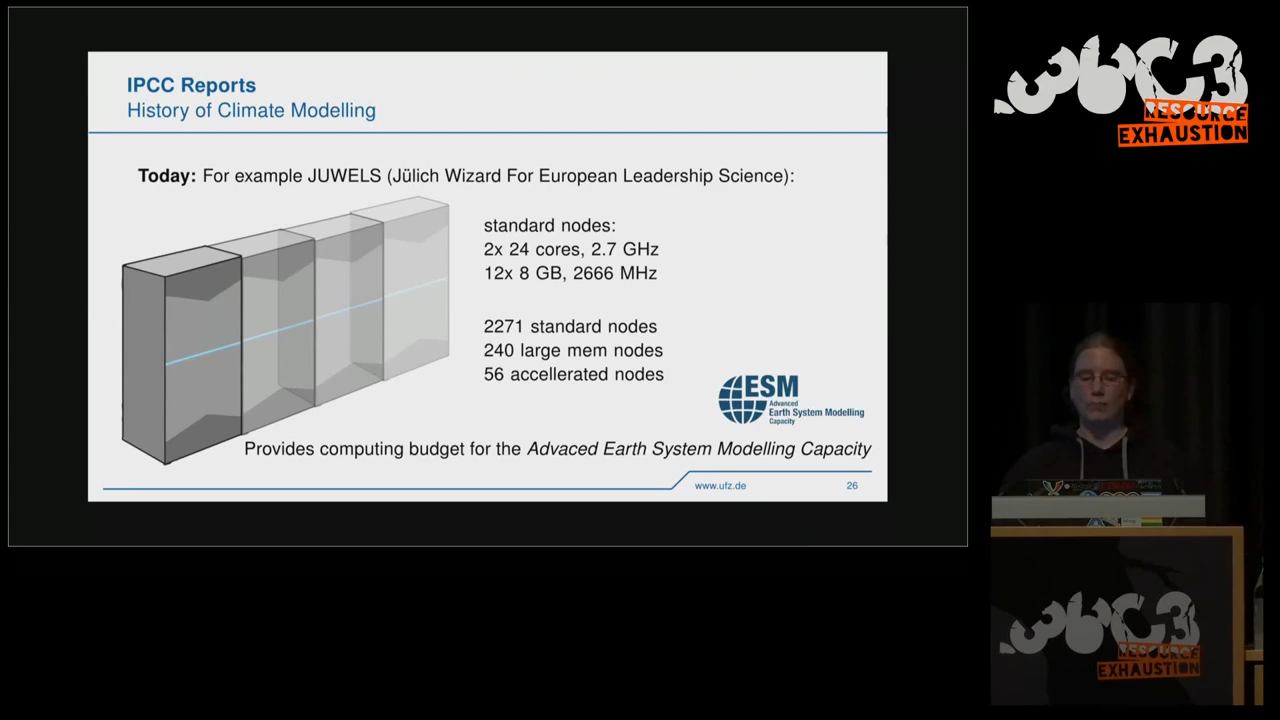 IPCC Reports
History of Climate Modelling
Today: For example JUWELS (Jülich Wizard For European Leadership Science):
standard nodes:
2x 24 cores, 2.7 GHz
12x 8 GB, 2666 MHz
2271 standard nodes
240 large mem nodes
56 accellerated nodes
ESM
Advanced
Earth System Modelling
Capacity
Provides computing budget for the Advaced Earth System Modelling Capacity
www.ufz.de
26
36C3
RESOURCE
EXHAUSTION
36C3
RESOURCE
EXHAUSTION